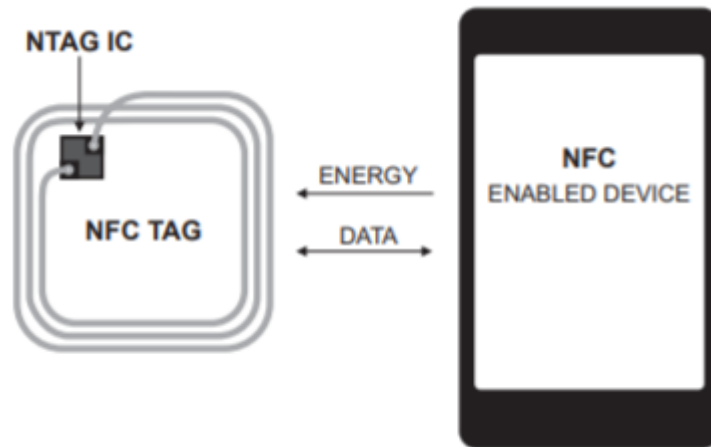 NTAG IC
NFC TAG
ENERGY
DATA
NFC
ENABLED DEVICE